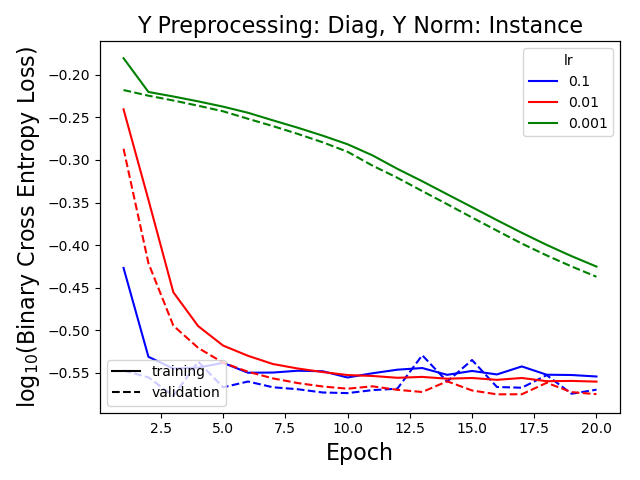 Y Preprocessing: Diag, Y Norm: Instance
log₁₀(Binary Cross Entropy Loss)
−0.20
−0.25
−0.30
−0.35
−0.40
−0.45
−0.50
−0.55
lr
0.1
0.01
0.001
training
validation
2.5 5.0 7.5 10.0 12.5 15.0 17.5 20.0
Epoch